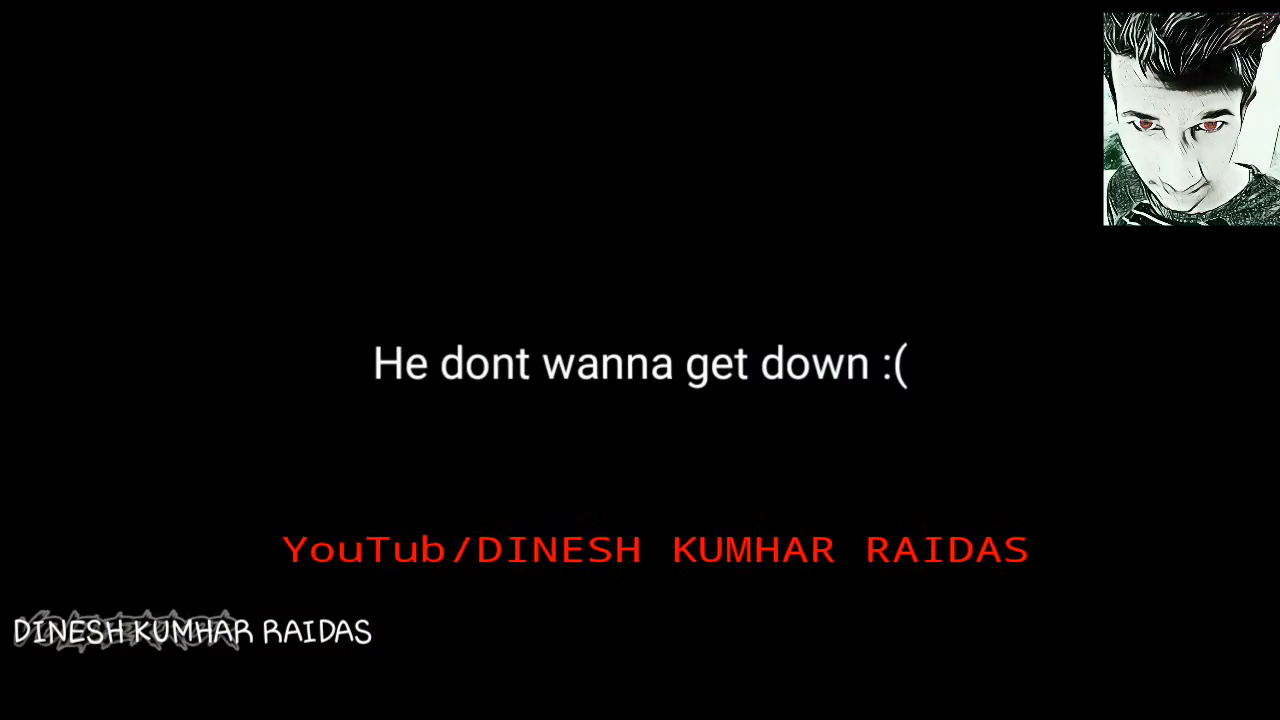 He dont wanna get down :(
YouTub/DINESH KUMHAR RAIDAS
DINESH KUMHAR RAIDAS